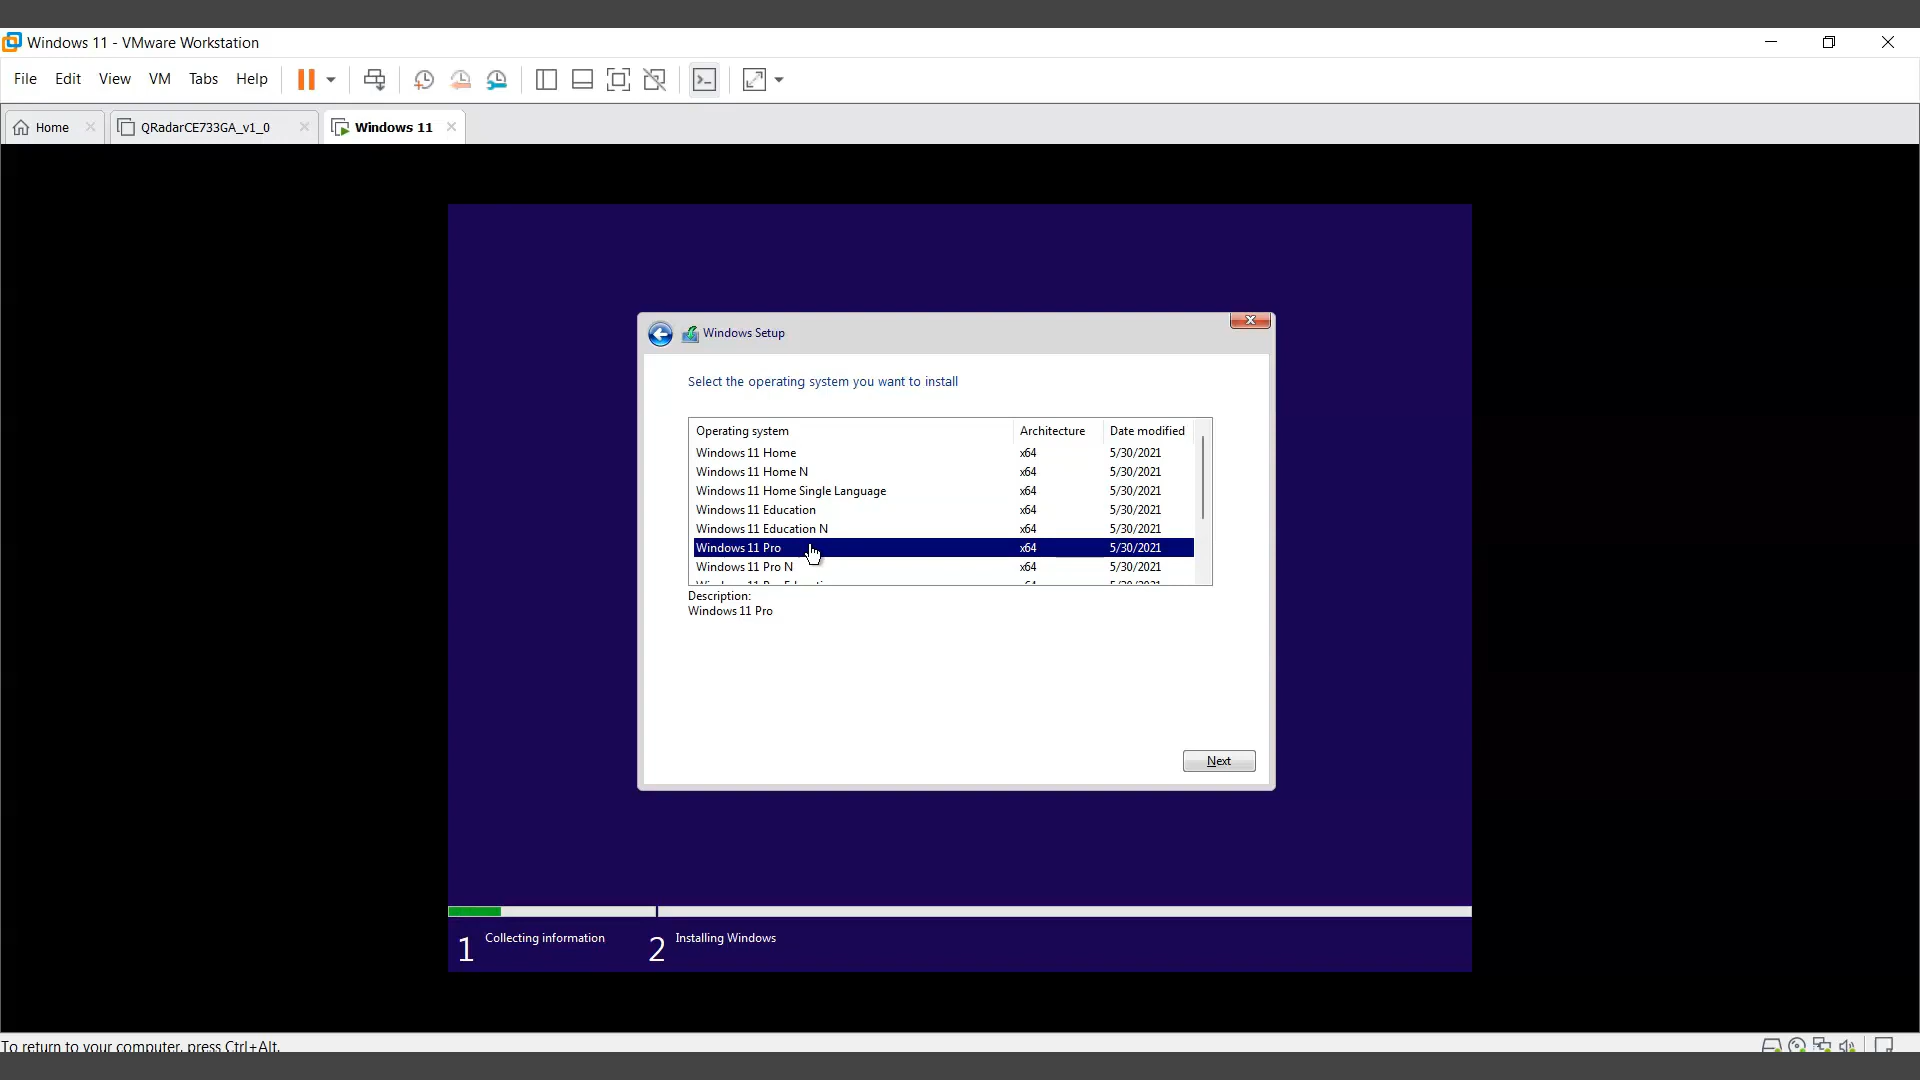 Windows 11 - VMware Workstation
File Edit View VM Tabs Help
Home QRadarCE733GA_v1_0 Windows 11
Windows Setup
Select the operating system you want to install
Operating system Architecture Date modified
Windows 11 Home x64 5/30/2021
Windows 11 Home N x64 5/30/2021
Windows 11 Home Single Language x64 5/30/2021
Windows 11 Education x64 5/30/2021
Windows 11 Education N x64 5/30/2021
Windows 11 Pro x64 5/30/2021
Windows 11 Pro N x64 5/30/2021
Description:
Windows 11 Pro
Next
1 Collecting information 2 Installing Windows
To return to your computer, press Ctrl+Alt.